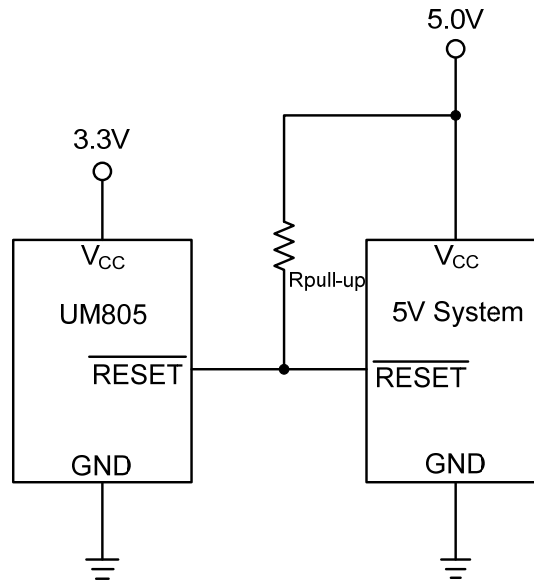 5.0V
3.3V
VCC
UM805
RESET
GND
Rpull-up
VCC
5V System
RESET
GND